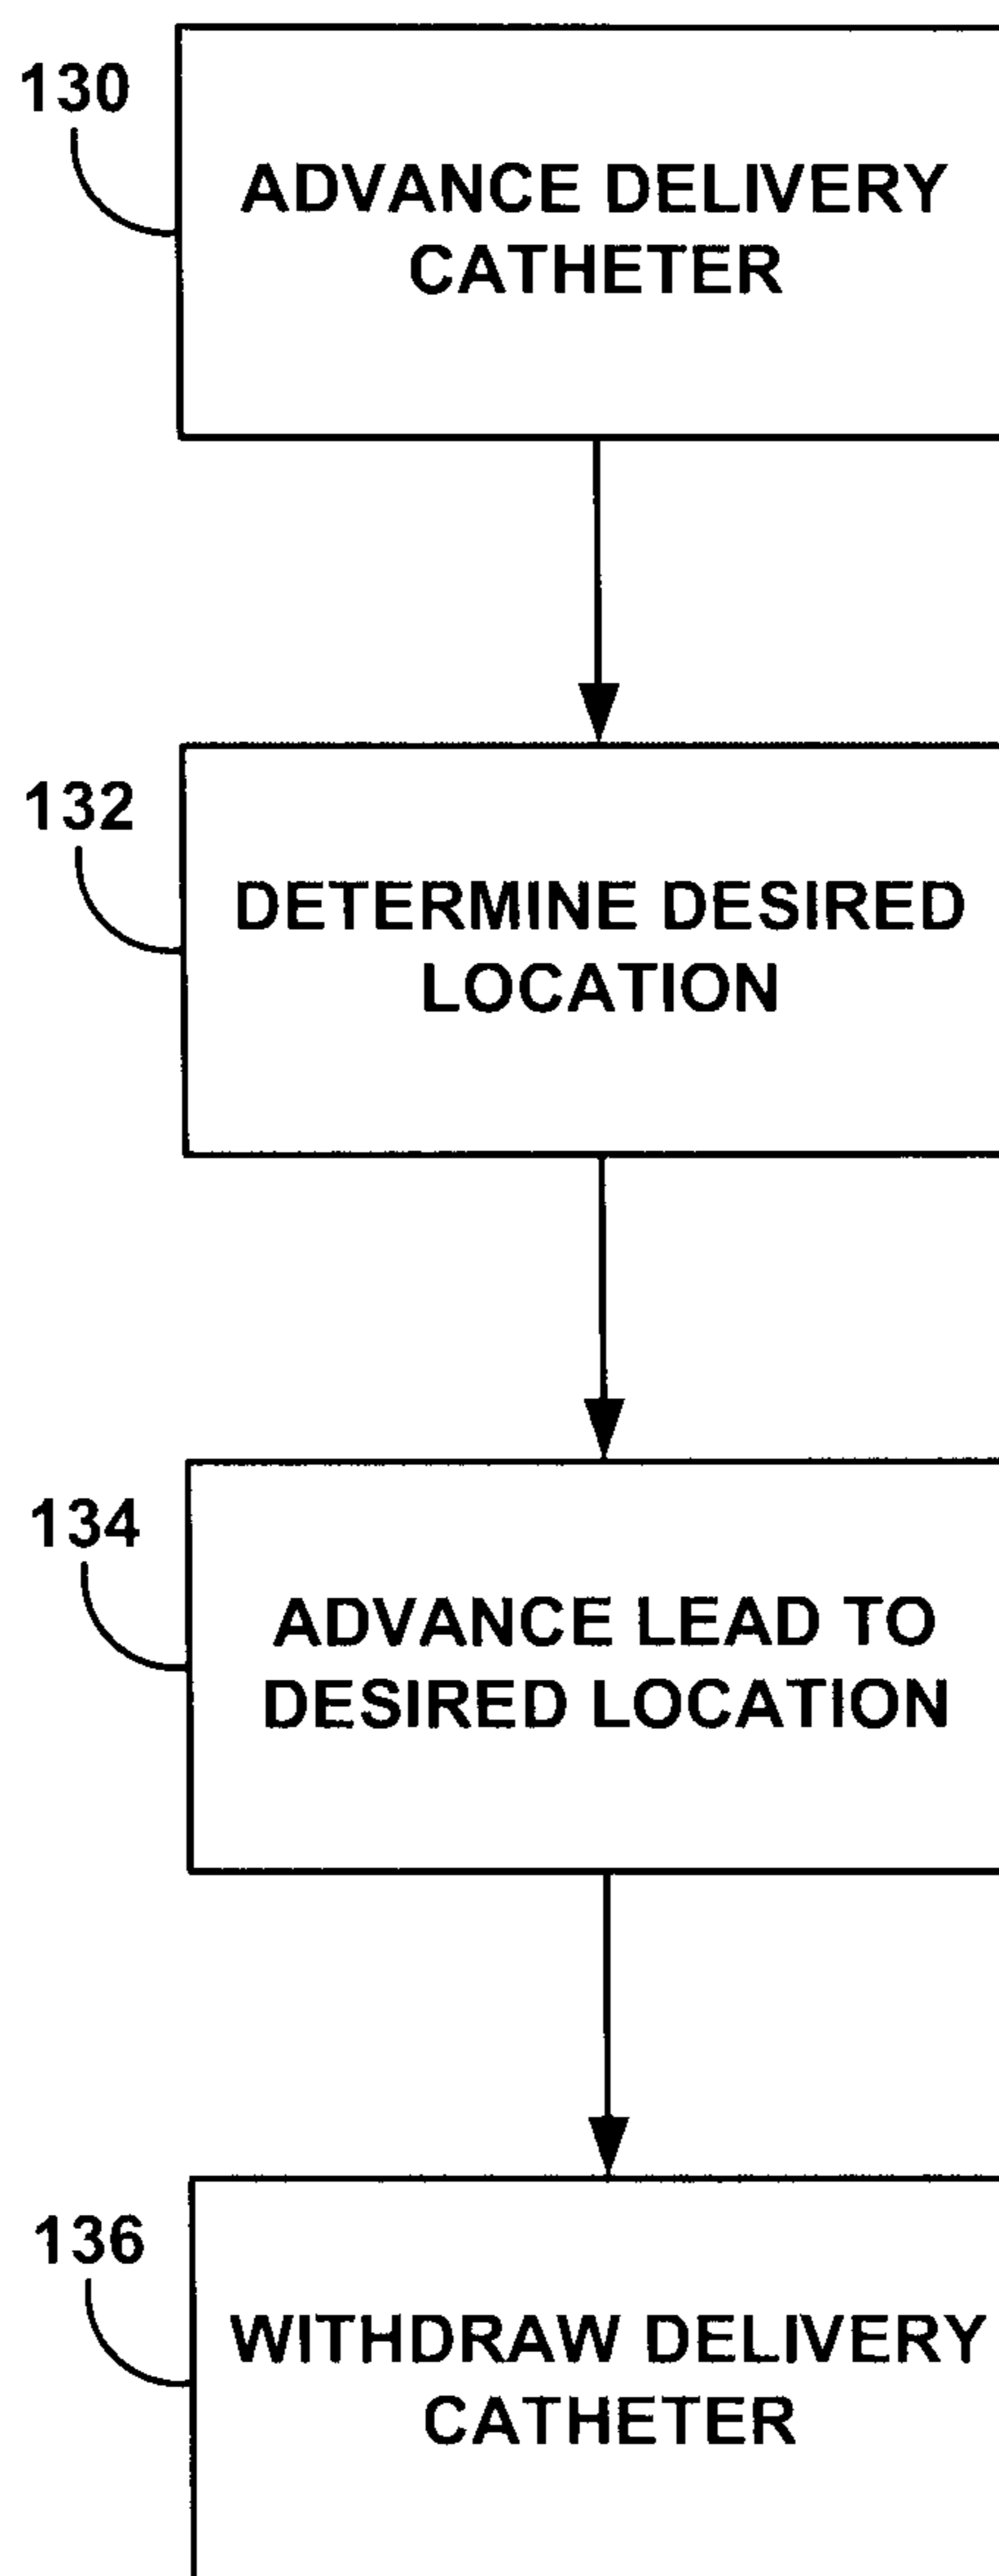 130
ADVANCE DELIVERY
CATHETER
132
DETERMINE DESIRED
LOCATION
134
ADVANCE LEAD TO
DESIRED LOCATION
136
WITHDRAW DELIVERY
CATHETER